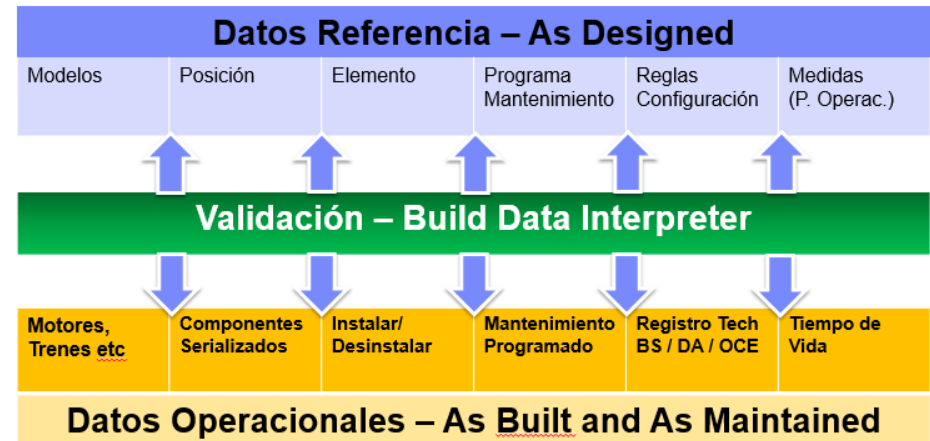 Datos Referencia – As Designed
Modelos
Posición
Elemento
Programa
Mantenimiento
Reglas
Configuración
Medidas
(P. Operac.)
Validación – Build Data Interpreter
Motores,
Trenes etc
Componentes
Serializados
Instalar/
Desinstalar
Mantenimiento
Programado
Registro Tech
BS / DA / OCE
Tiempo de
Vida
Datos Operacionales – As Built and As Maintained